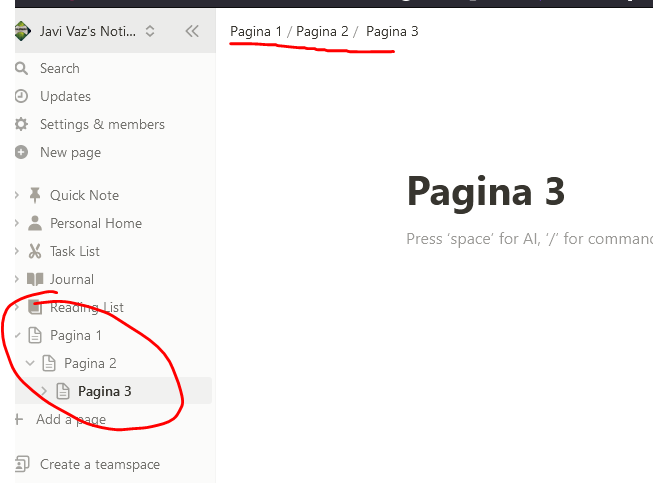 Javi Vaz's Noti...
Pagina 1 / Pagina 2 / Pagina 3
Search
Updates
Settings & members
New page
Quick Note
Personal Home
Task List
Journal
Reading List
Pagina 1
Pagina 2
Pagina 3
Add a page
Create a teamspace
Pagina 3
Press ‘space’ for AI, ‘/’ for comman